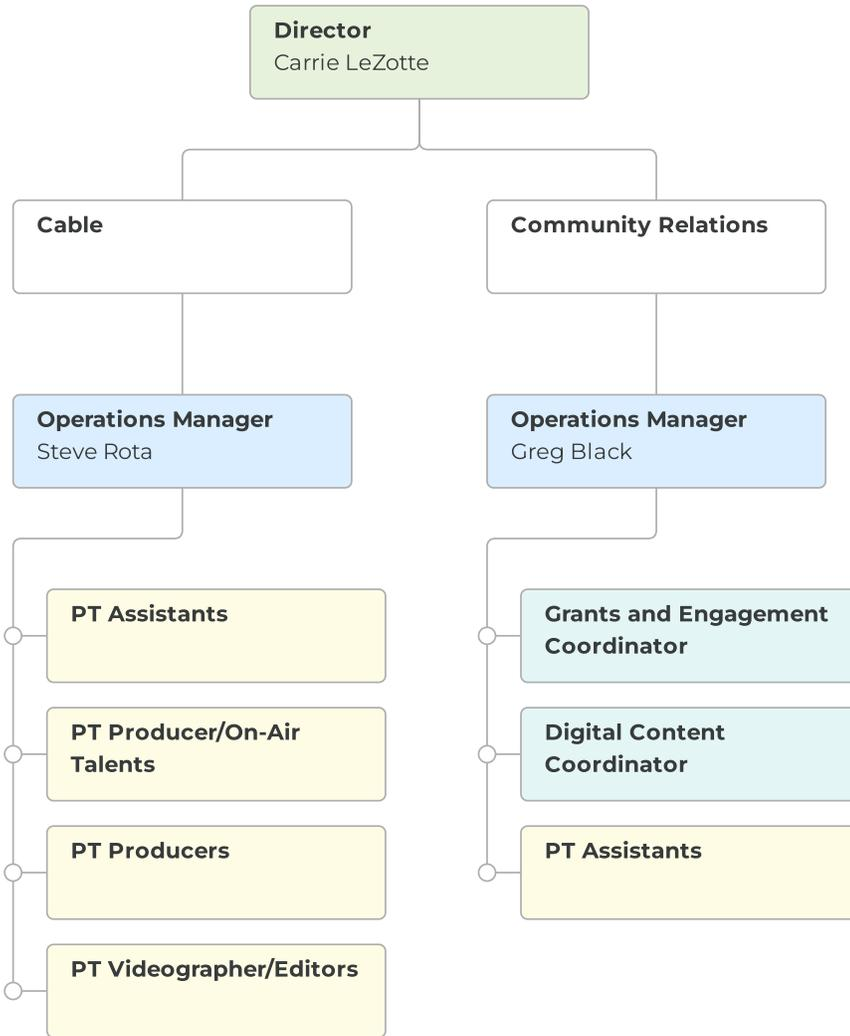 Director
Carrie LeZotte
Cable
Community Relations
Operations Manager
Steve Rota
Operations Manager
Greg Black
PT Assistants
Grants and Engagement
Coordinator
PT Producer/On-Air
Talents
Digital Content
Coordinator
PT Producers
PT Assistants
PT Videographer/Editors